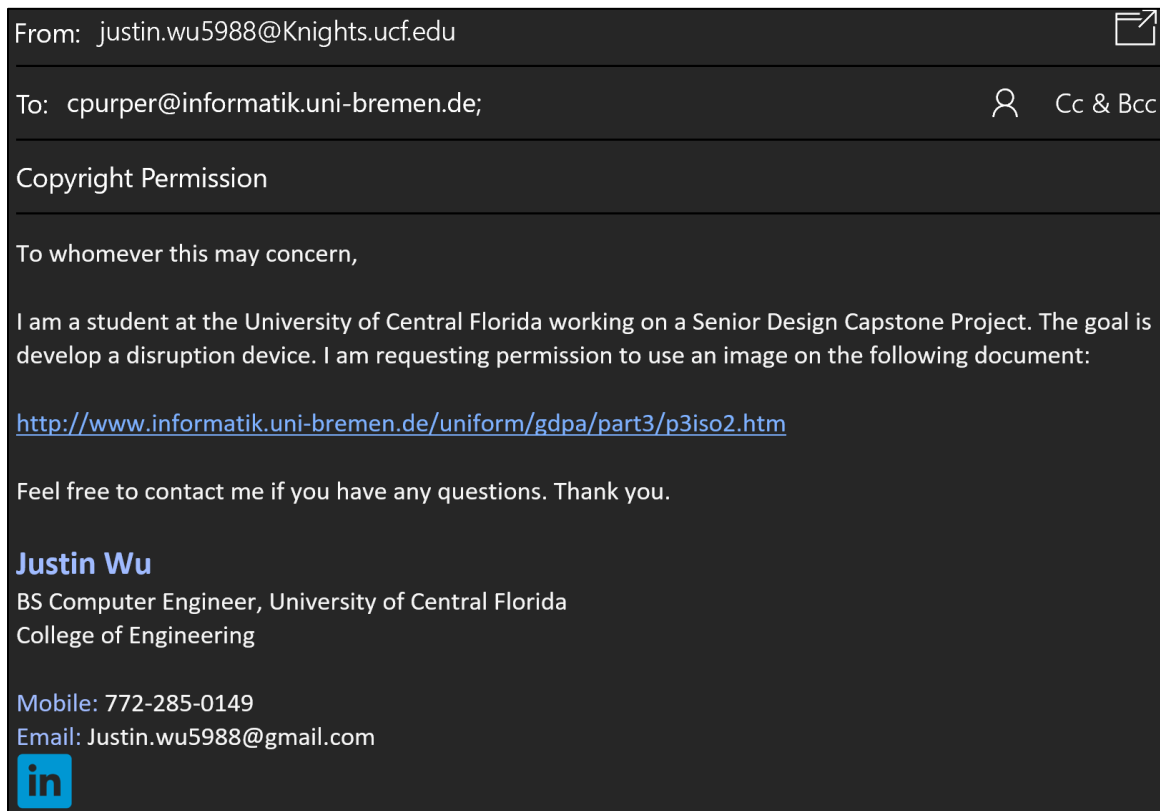 From: justin.wu5988@Knights.ucf.edu
To: cpurper@informatik.uni-bremen.de; Cc & Bcc
Copyright Permission
To whomever this may concern,
I am a student at the University of Central Florida working on a Senior Design Capstone Project. The goal is
develop a disruption device. I am requesting permission to use an image on the following document:
http://www.informatik.uni-bremen.de/uniform/gdpa/part3/p3iso2.htm
Feel free to contact me if you have any questions. Thank you.
Justin Wu
BS Computer Engineer, University of Central Florida
College of Engineering
Mobile: 772-285-0149
Email: Justin.wu5988@gmail.com
in